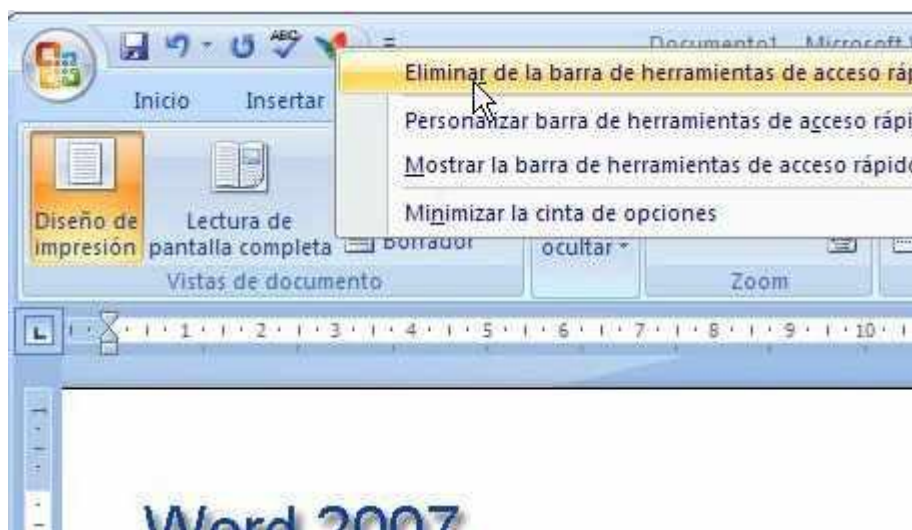 ABC
Documento1 Microsoft
Eliminar de la barra de herramientas de acceso ráp
Inicio Insertar
Personalizar barra de herramientas de acceso rápi
Mostrar la barra de herramientas de acceso rápido
Minimizar la cinta de opciones
Diseño de impresión
Lectura de pantalla completa
Borrador
ocultar
Vistas de documento
Zoom
1 2 3 4 5 6 7 8 9 10
Word 2007